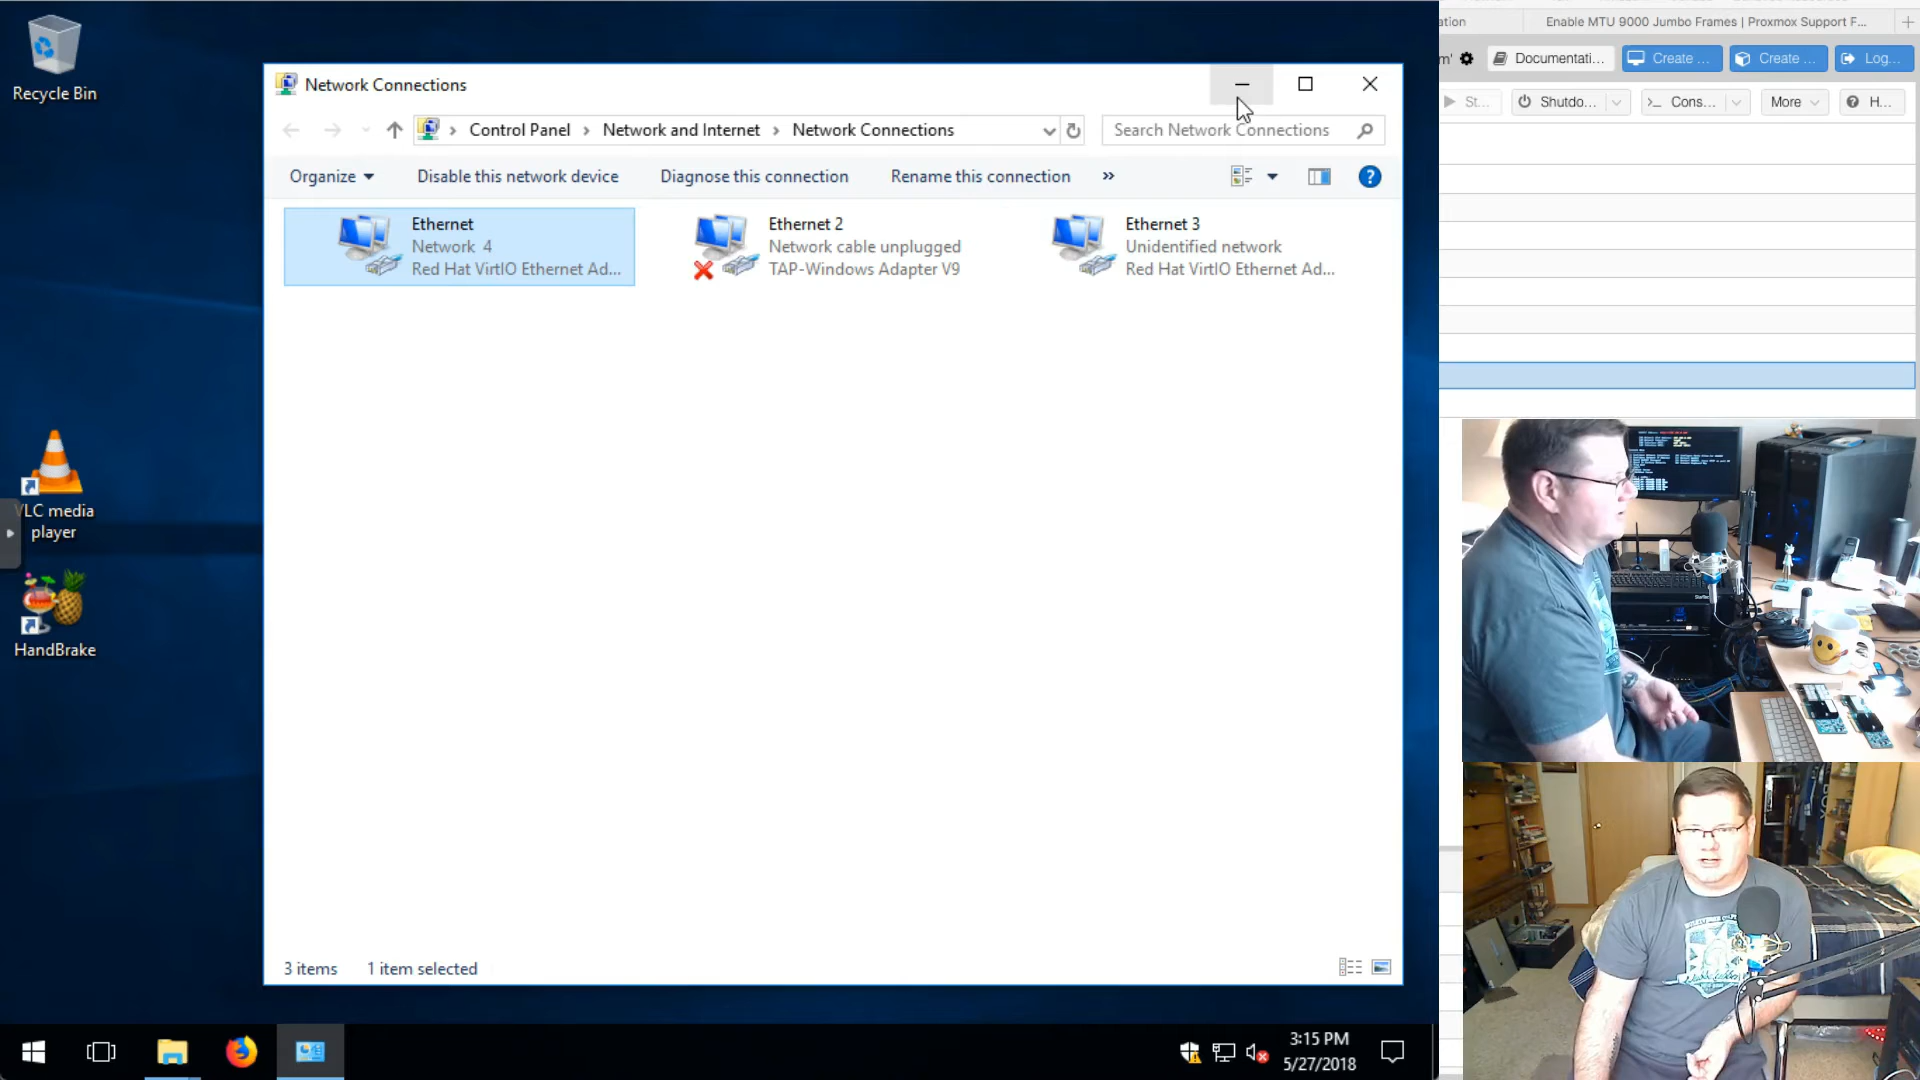 Recycle Bin
VLC media
player
HandBrake
Network Connections
Control Panel
Network and Internet
Network Connections
Search Network Connections
Organize
Disable this network device
Diagnose this connection
Rename this connection
»
Ethernet
Network 4
Red Hat VirtIO Ethernet Ad...
Ethernet 2
Network cable unplugged
TAP-Windows Adapter V9
Ethernet 3
Unidentified network
Red Hat VirtIO Ethernet Ad...
3 items
1 item selected
3:15 PM
5/27/2018
ation
Enable MTU 9000 Jumbo Frames | Proxmox Support F...
m'
Documentati...
Create ...
Create ...
Log...
St...
Shutdo...
Cons...
More
H...